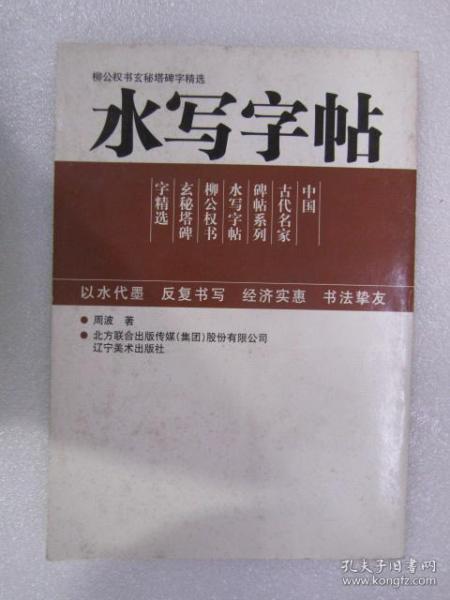 柳公权书玄秘塔碑字精选
水写字帖
中国
古代名家
碑帖系列
水写字帖
柳公权书
玄秘塔碑
字精选
以水代墨 反复书写 经济实惠 书法挚友
● 周波 著
● 北方联合出版传媒(集团)股份有限公司
辽宁美术出版社
孔夫子旧书网
www.kongfz.com